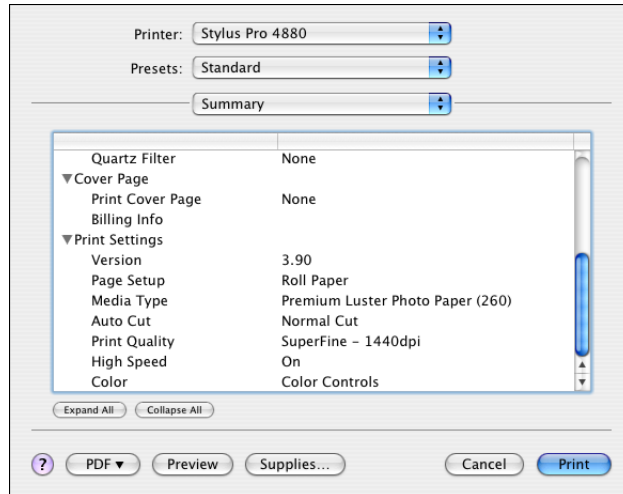 Printer: Stylus Pro 4880
Presets: Standard
Summary
Quartz Filter None
▼Cover Page
Print Cover Page None
Billing Info
▼Print Settings
Version 3.90
Page Setup Roll Paper
Media Type Premium Luster Photo Paper (260)
Auto Cut Normal Cut
Print Quality SuperFine – 1440dpi
High Speed On
Color Color Controls
Expand All Collapse All
? PDF ▼ Preview Supplies... Cancel Print